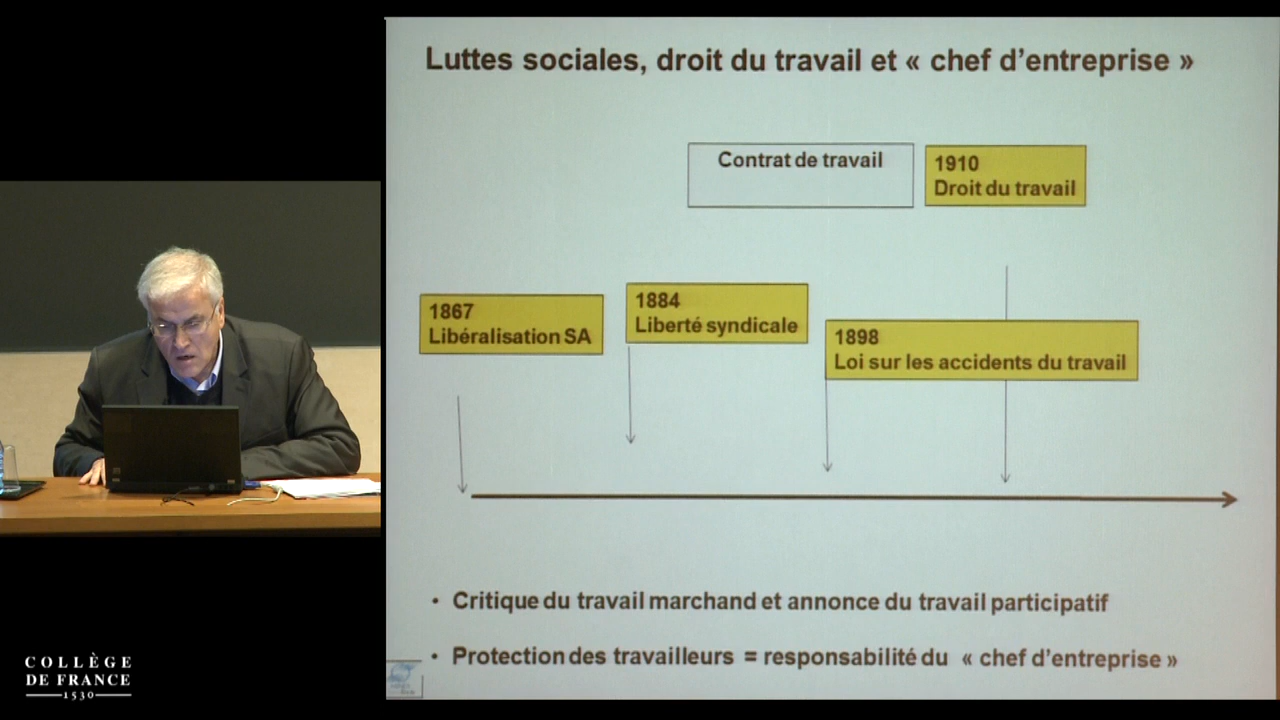 Luttes sociales, droit du travail et « chef d'entreprise »
Contrat de travail
1910
Droit du travail
1867
Libéralisation SA
1884
Liberté syndicale
1898
Loi sur les accidents du travail
• Critique du travail marchand et annonce du travail participatif
• Protection des travailleurs = responsabilité du « chef d'entreprise »
COLLÈGE
DE FRANCE
1530